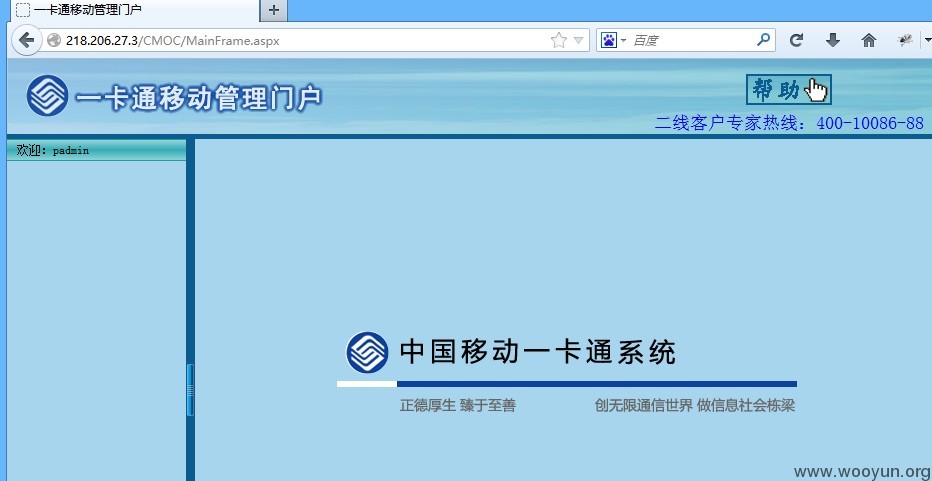 一卡通移动管理门户
218.206.27.3/CMOC/MainFrame.aspx
百度
一卡通移动管理门户
帮助
二线客户专家热线：400-10086-88
欢迎：padmin
中国移动一卡通系统
正德厚生 臻于至善 创无限通信世界 做信息社会栋梁
www.wooyun.org